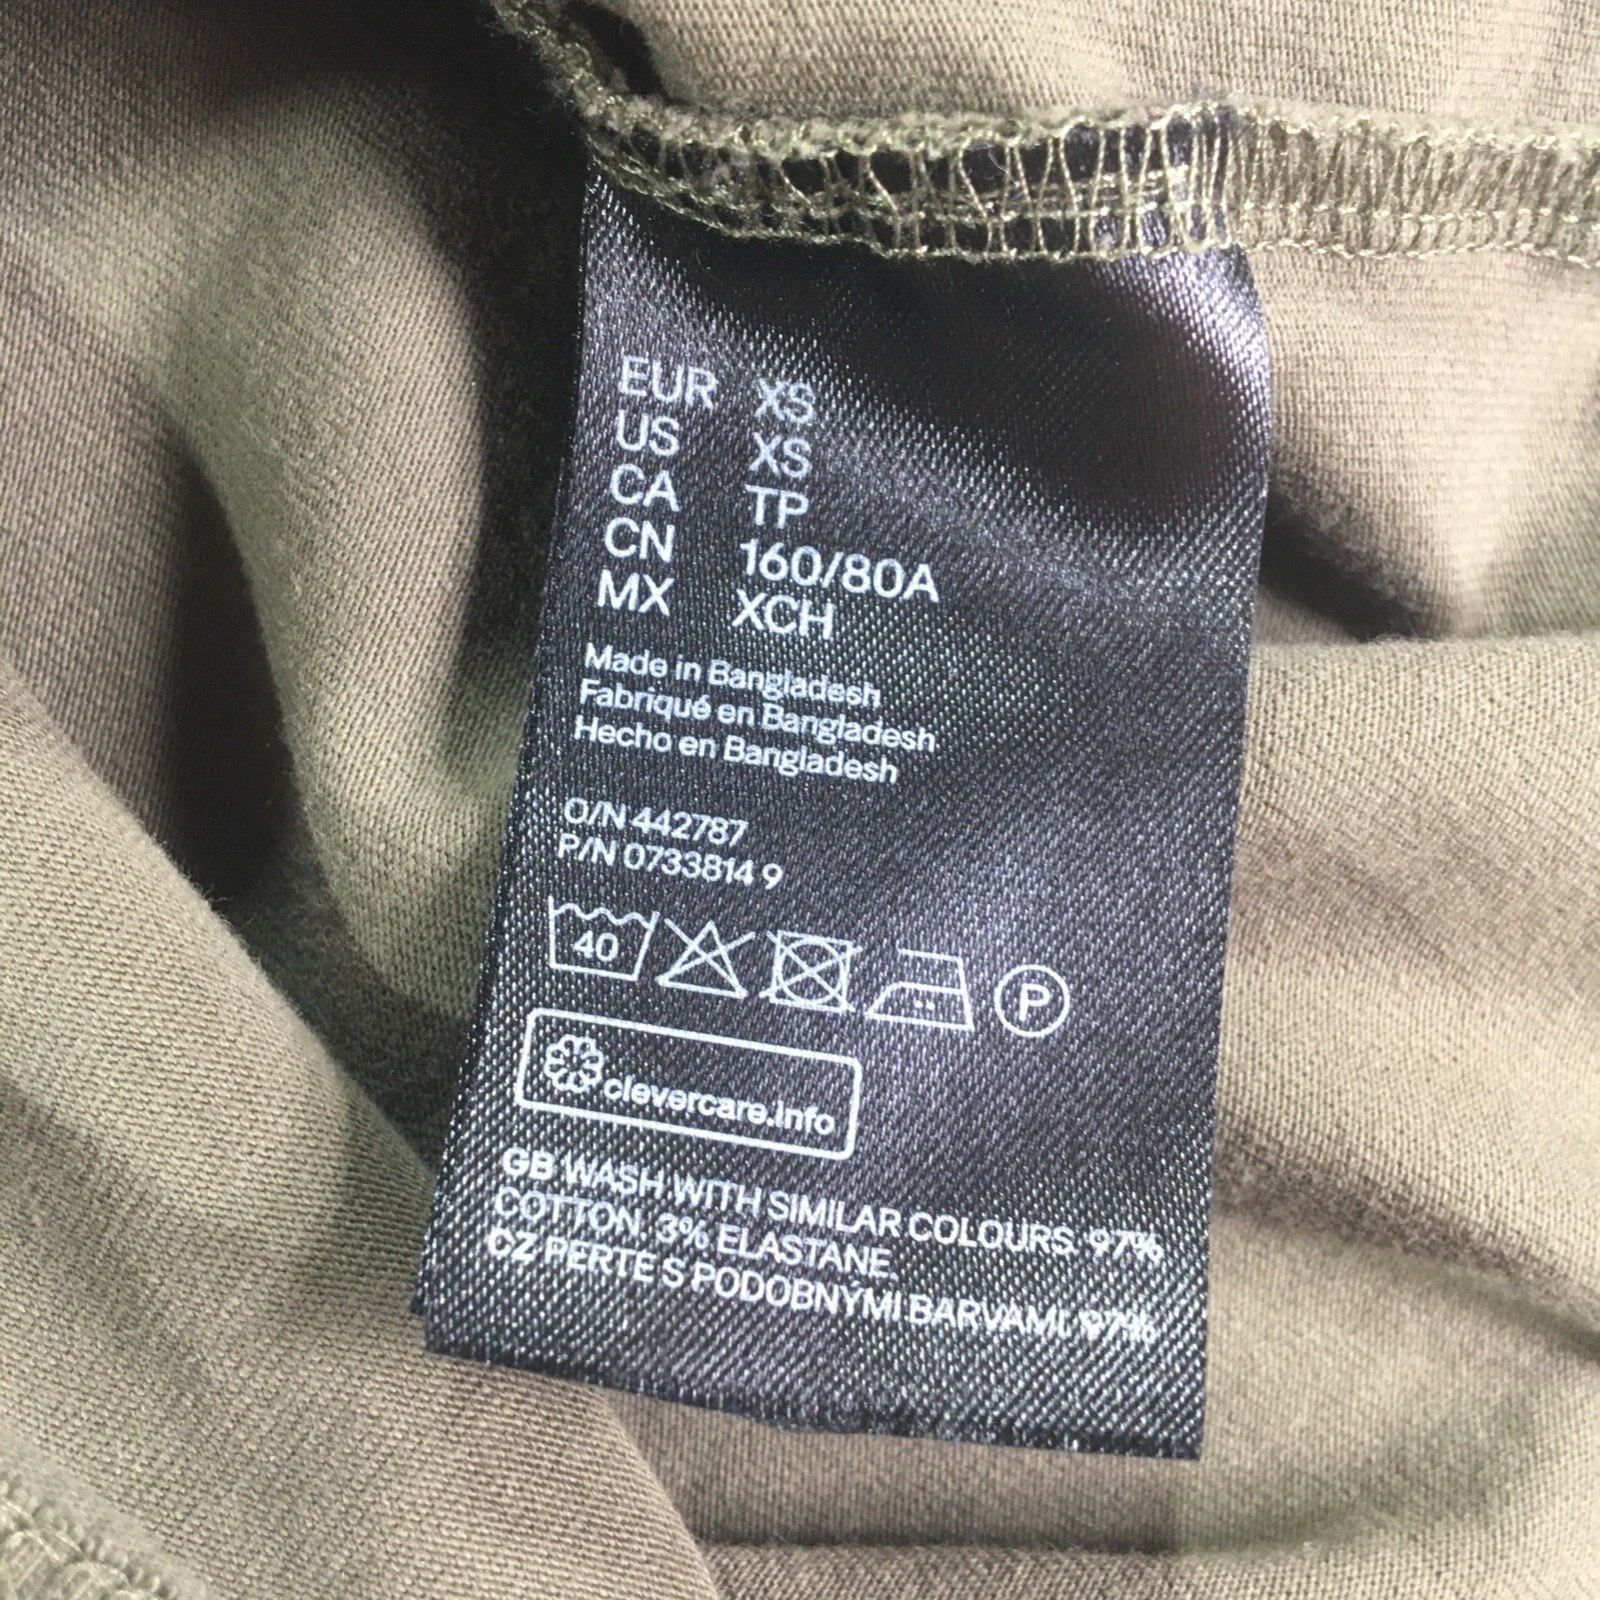 EUR XS
US XS
CA TP
CN 160/80A
MX XCH
Made in Bangladesh
Fabriqué en Bangladesh
Hecho en Bangladesh
O/N 442787
P/N 0733814 9
40
P
clevercare.info
GB WASH WITH SIMILAR COLOURS. 97%
COTTON, 3% ELASTANE,
CZ PERTE S PODOBNÝMI BARVAMI. 97%